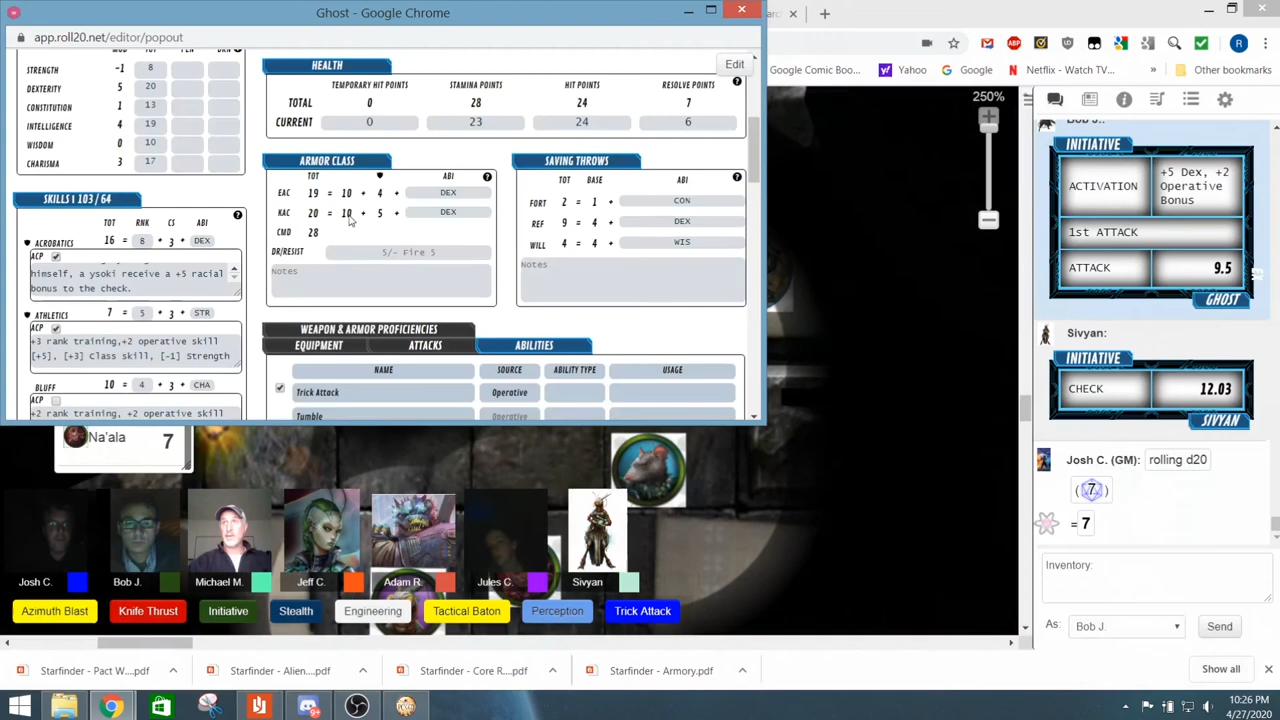 Ghost - Google Chrome
app.roll20.net/editor/popout
STRENGTH -1 8
DEXTERITY 5 20
CONSTITUTION 1 13
INTELLIGENCE 4 19
WISDOM 0 10
CHARISMA 3 17
SKILLS 103 / 64
TOT RNK CS ABI
ACROBATICS 16 = 8 + 3 + DEX
ACP
himself, a ysoki receive a +5 racial
bonus to the check.
ATHLETICS 7 = 5 + 3 + STR
ACP
+3 rank training,+2 operative skill
[+5], [+3] Class skill, [-1] Strength
BLUFF 10 = 4 + 3 + CHA
ACP
+2 rank training, +2 operative skill
HEALTH
Edit
TEMPORARY HIT POINTS STAMINA POINTS HIT POINTS RESOLVE POINTS
TOTAL 0 28 24 7
CURRENT 0 23 24 6
ARMOR CLASS
TOT ABI
EAC 19 = 10 + 4 + DEX
KAC 20 = 10 + 5 + DEX
CMD 28
DR/RESIST 5/- Fire 5
Notes
SAVING THROWS
TOT BASE ABI
FORT 2 = 1 + CON
REF 9 = 4 + DEX
WILL 4 = 4 + WIS
Notes
WEAPON & ARMOR PROFICIENCIES
EQUIPMENT ATTACKS ABILITIES
NAME SOURCE ABILITY TYPE USAGE
Trick Attack Operative
Tumble Operative
Google Comic Boo... Yahoo Google Netflix - Watch TV... » Other bookmarks
250%
Bob J.:
INITIATIVE
ACTIVATION +5 Dex, +2
Operative
Bonus
1st ATTACK
ATTACK 9.5
GHOST
Sivyan:
INITIATIVE
CHECK 12.03
SIVYAN
Josh C. (GM): rolling d20
(7)
= 7
Inventory:
As: Bob J. Send
Na'ala 7
Josh C. Bob J. Michael M. Jeff C. Adam R. Jules C. Sivyan
Azimuth Blast Knife Thrust Initiative Stealth Engineering Tactical Baton Perception Trick Attack
Starfinder - Pact W....pdf Starfinder - Alien....pdf Starfinder - Core R....pdf Starfinder - Armory.pdf Show all
10:26 PM
4/27/2020